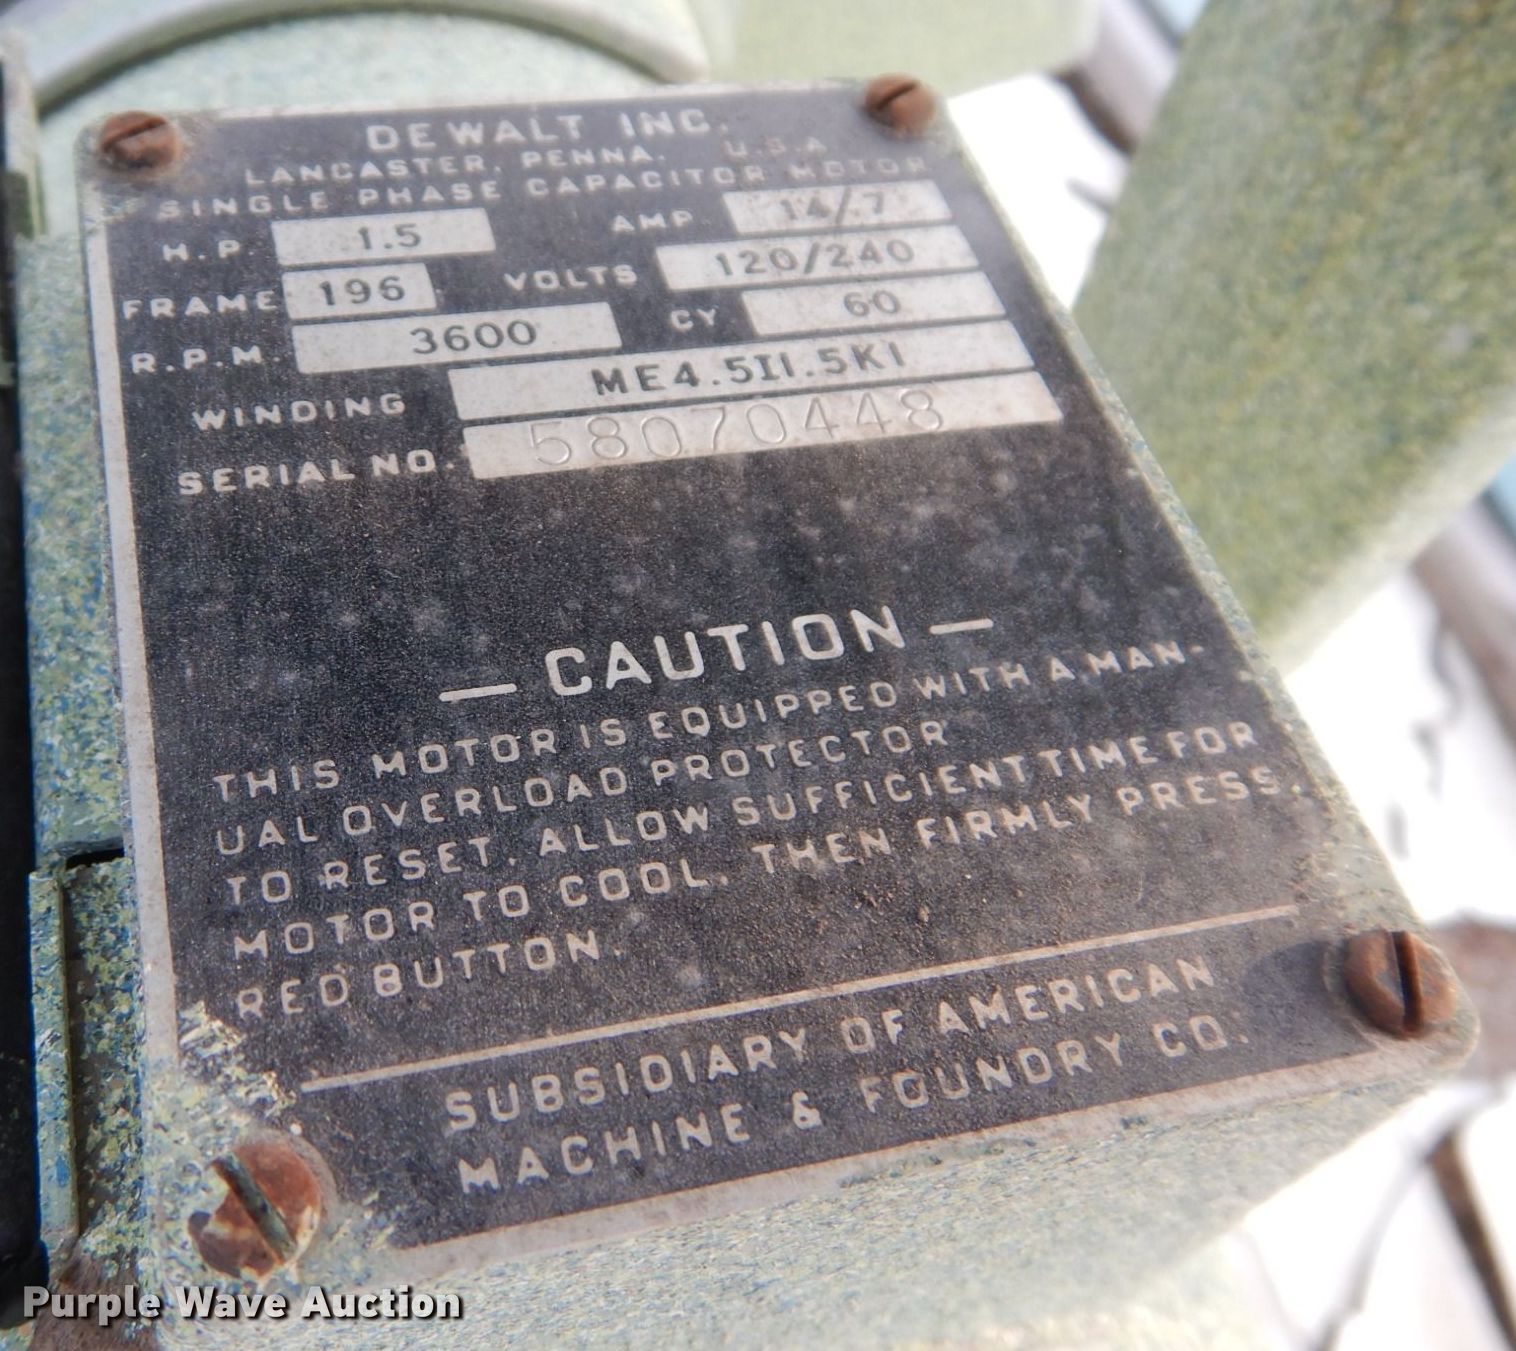 DEWALT INC.
LANCASTER, PENNA. U.S.A
SINGLE PHASE CAPACITOR MOTOR
H.P. 1.5 AMP 14/7
FRAME 196 VOLTS 120/240
R.P.M. 3600 CY 60
WINDING ME4.5I1.5K1
SERIAL NO. 58070448
— CAUTION —
THIS MOTOR IS EQUIPPED WITH A MAN-
UAL OVERLOAD PROTECTOR
TO RESET, ALLOW SUFFICIENT TIME FOR
MOTOR TO COOL. THEN FIRMLY PRESS
RED BUTTON.
SUBSIDIARY OF AMERICAN
MACHINE & FOUNDRY CO.
Purple Wave Auction